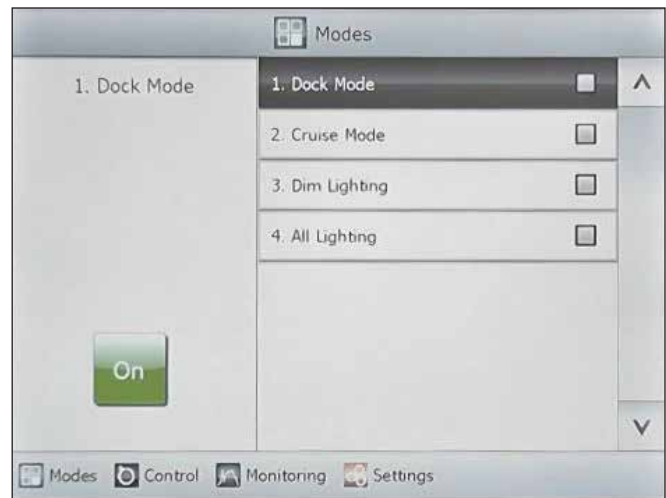 Modes
1. Dock Mode
1. Dock Mode
2. Cruise Mode
3. Dim Lighting
4. All Lighting
On
Modes Control Monitoring Settings